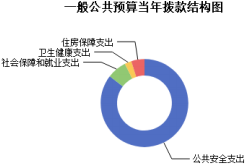 一般公共预算当年拨款结构图
住房保障支出
卫生健康支出
社会保障和就业支出
公共安全支出